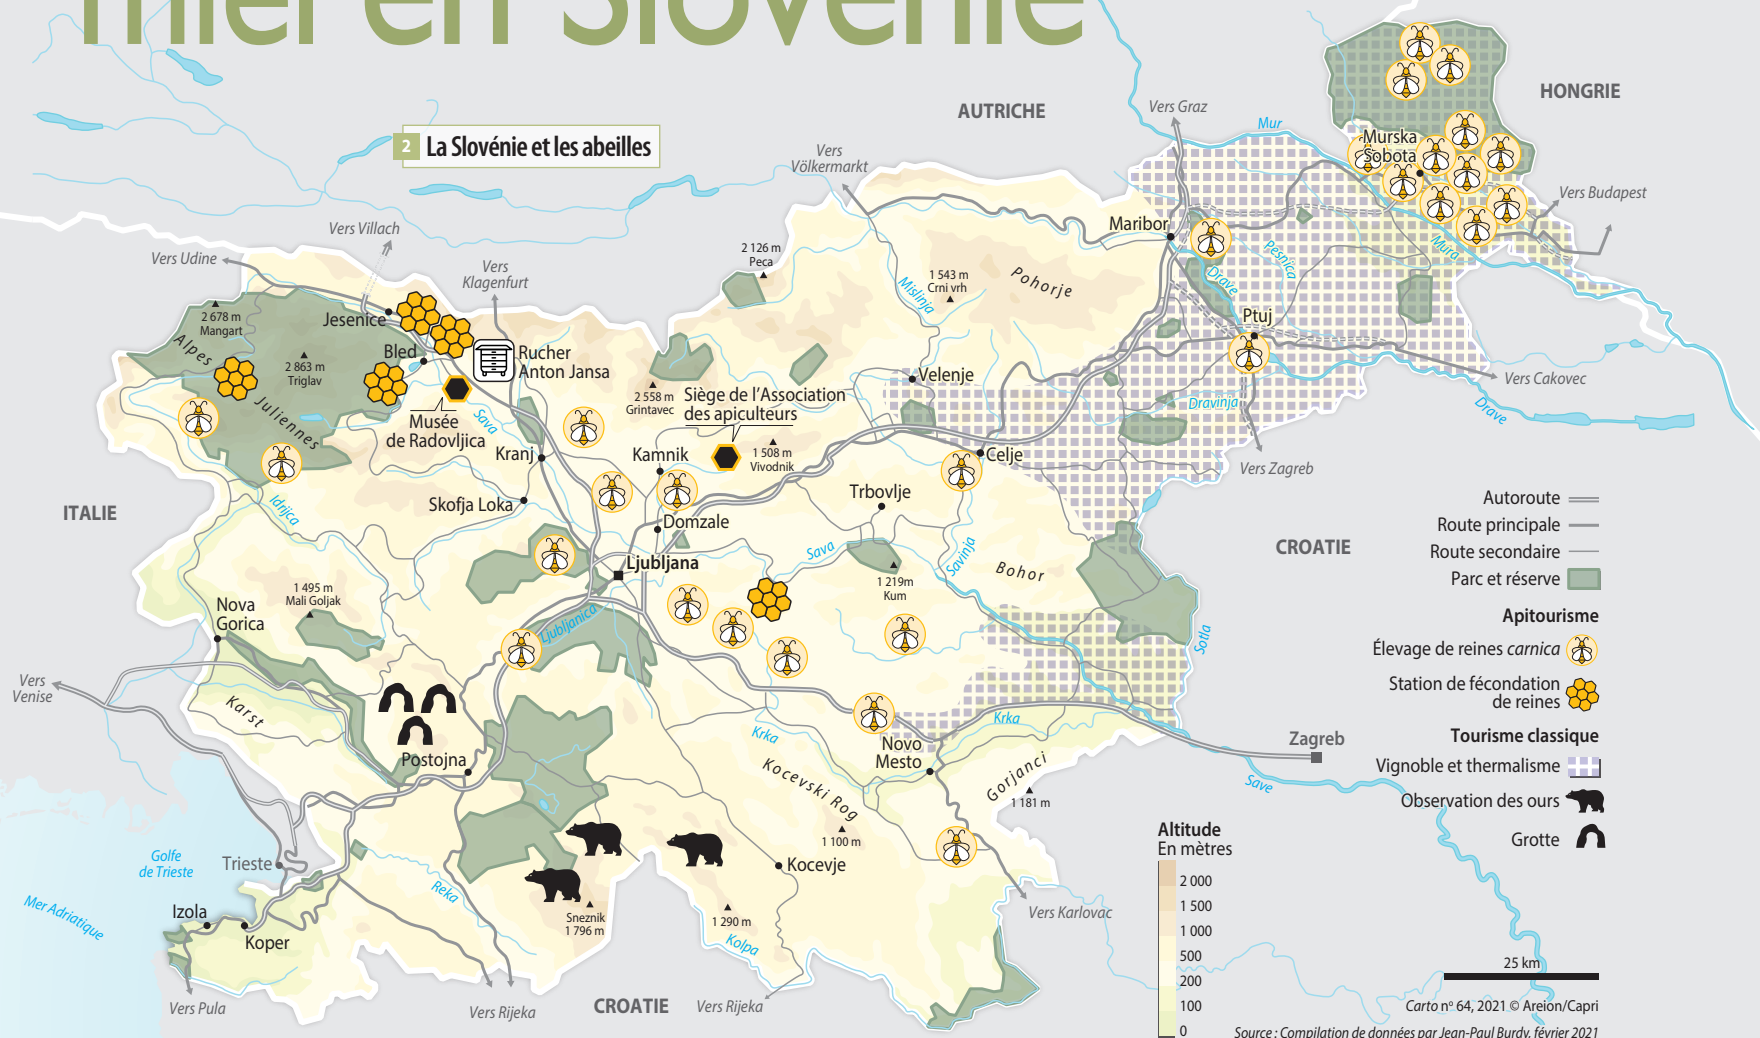 miel en Slovénie
2 La Slovénie et les abeilles
AUTRICHE
HONGRIE
ITALIE
CROATIE
CROATIE
Vers Graz
Mur
Vers
Völkermarkt
Murska
Sobota
Vers Budapest
Vers Villach
Vers Udine
Vers
Klagenfurt
2 126 m
Peca
Maribor
Mislinja
1 543 m
Crni vrh
Pohorje
Pesnica
Drave
Mura
2 678 m
Mangart
Jesenice
Alpes
Juliennes
2 863 m
Triglav
Bled
Rucher
Anton Jansa
Ptuj
Vers Cakovec
Drave
Velenje
Dravinja
2 558 m
Grintavec
Siège de l’Association
des apiculteurs
Musée
de Radovljica
Sava
Kranj
Kamnik
1 508 m
Vivodnik
Celje
Vers Zagreb
Skofja Loka
Idrijca
Trbovlje
Domzale
Ljubljana
Sava
Savinja
Bohor
1 219m
Kum
1 495 m
Mali Goljak
Nova
Gorica
Ljubljanica
Sotla
Vers
Venise
Karst
Postojna
Krka
Krka
Novo
Mesto
Kocevski Rog
Gorjanci
1 181 m
Zagreb
Save
1 100 m
Kocevje
Golfe
de Trieste
Trieste
Mer Adriatique
Reka
Izola
Koper
Sneznik
1 796 m
1 290 m
Kolpa
Vers Karlovac
Vers Pula
Vers Rijeka
Vers Rijeka
Autoroute
Route principale
Route secondaire
Parc et réserve
Apitourisme
Élevage de reines carnica
Station de fécondation
de reines
Tourisme classique
Vignoble et thermalisme
Observation des ours
Grotte
Altitude
En mètres
2 000
1 500
1 000
500
200
100
0
25 km
Carto nº 64, 2021 © Areion/Capri
Source : Compilation de données par Jean-Paul Burdy, février 2021